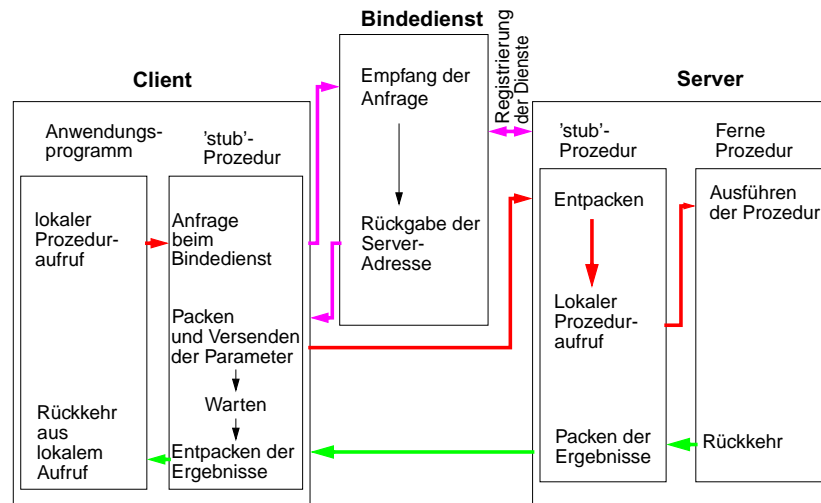 Bindedienst
Client
Server
Empfang der
Anfrage
Registrierung
der Dienste
Rückgabe der
Server-
Adresse
Anwendungs-
programm
'stub'-
Prozedur
lokaler
Prozedur-
aufruf
Anfrage
beim
Bindedienst
Packen
und Versenden
der Parameter
Warten
Entpacken der
Ergebnisse
Rückkehr
aus
lokalem
Aufruf
'stub'-
Prozedur
Ferne
Prozedur
Entpacken
Lokaler
Prozedur-
aufruf
Ausführen
der Prozedur
Packen der
Ergebnisse
Rückkehr